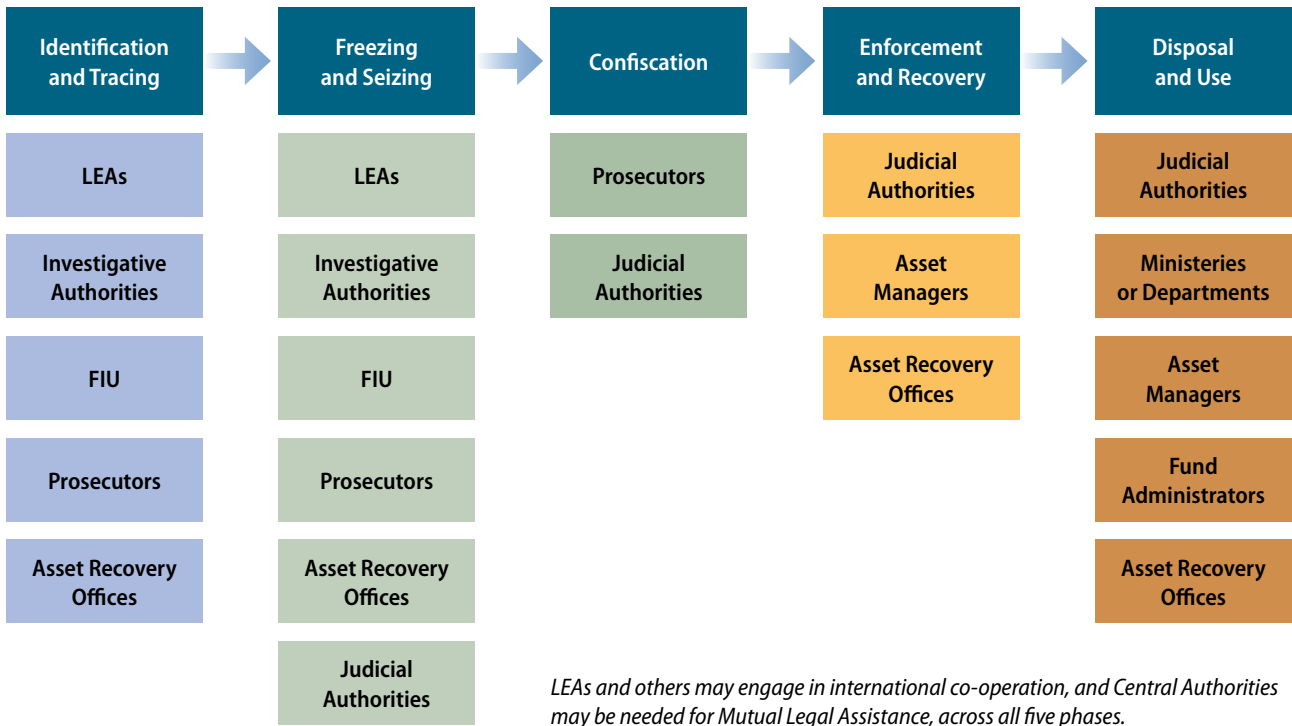 Identification
and Tracing
Freezing
and Seizing
Confiscation
Enforcement
and Recovery
Disposal
and Use
LEAs
Investigative
Authorities
FIU
Prosecutors
Asset Recovery
Offices
LEAs
Investigative
Authorities
FIU
Prosecutors
Asset Recovery
Offices
Judicial
Authorities
Prosecutors
Judicial
Authorities
Judicial
Authorities
Asset
Managers
Asset Recovery
Offices
Judicial
Authorities
Ministeries
or Departments
Asset
Managers
Fund
Administrators
Asset Recovery
Offices
LEAs and others may engage in international co-operation, and Central Authorities
may be needed for Mutual Legal Assistance, across all five phases.